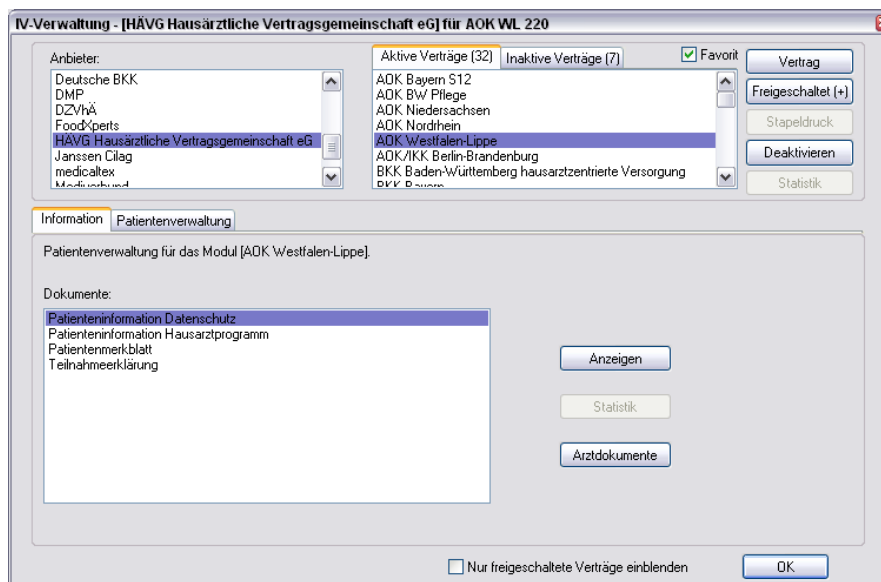 IV-Verwaltung - [HÄVG Hausärztliche Vertragsgemeinschaft eG] für AOK WL 220
Anbieter:
Deutsche BKK
DMP
DZVhÄ
FoodXperts
HÄVG Hausärztliche Vertragsgemeinschaft eG
Janssen Cilag
medicaltex
Mediverbund
Aktive Verträge (32)
Inaktive Verträge (7)
Favorit
AOK Bayern S12
AOK BW Pflege
AOK Niedersachsen
AOK Nordrhein
AOK Westfalen-Lippe
AOK/IKK Berlin-Brandenburg
BKK Baden-Württemberg hausarztzentrierte Versorgung
BKK Bayern
Vertrag
Freigeschaltet (+)
Stapeldruck
Deaktivieren
Statistik
Information
Patientenverwaltung
Patientenverwaltung für das Modul [AOK Westfalen-Lippe].
Dokumente:
Patienteninformation Datenschutz
Patienteninformation Hausarztprogramm
Patientenmerkblatt
Teilnahmeerklärung
Anzeigen
Statistik
Arztdokumente
Nur freigeschaltete Verträge einblenden
OK